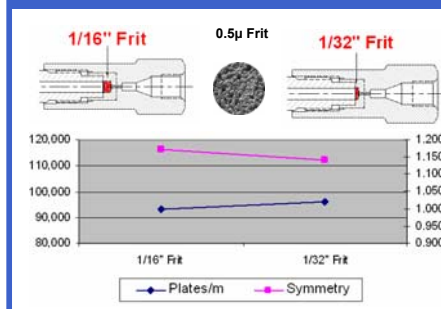 1/16" Frit
0.5µ Frit
1/32" Frit
120,000
110,000
100,000
90,000
80,000
1.200
1.150
1.100
1.050
1.000
0.950
0.900
1/16" Frit
1/32" Frit
Plates/m
Symmetry